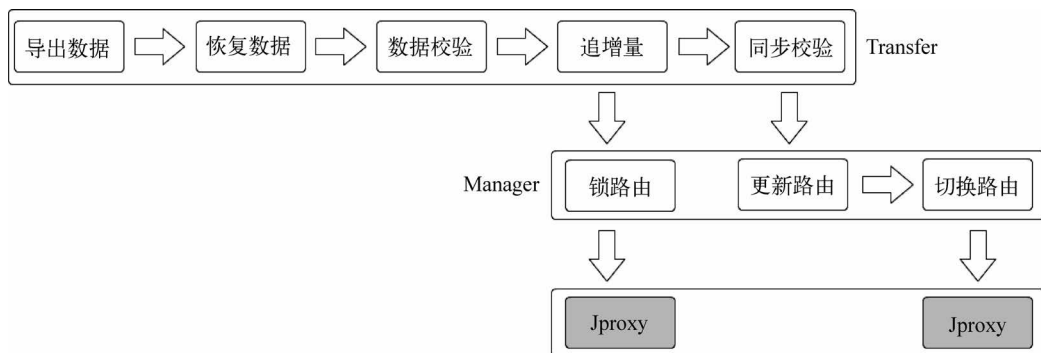 导出数据
恢复数据
数据校验
追增量
同步校验
Transfer
Manager
锁路由
更新路由
切换路由
Jproxy
Jproxy